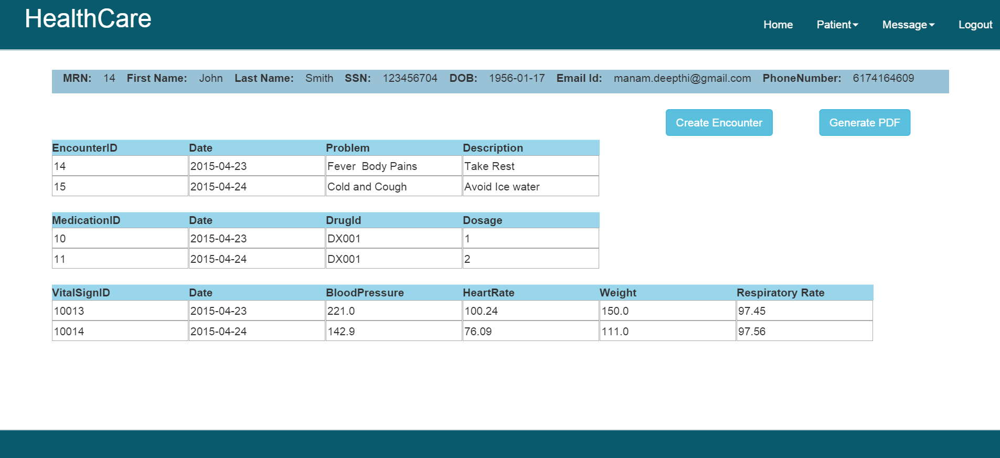 HealthCare
Home Patient Message Logout
MRN: 14 First Name: John Last Name: Smith SSN: 123456704 DOB: 1956-01-17 Email Id: manam.deepthi@gmail.com PhoneNumber: 6174164609
Create Encounter Generate PDF
EncounterID Date Problem Description
14 2015-04-23 Fever  Body Pains Take Rest
15 2015-04-24 Cold and Cough Avoid Ice water
MedicationID Date DrugId Dosage
10 2015-04-23 DX001 1
11 2015-04-24 DX001 2
VitalSignID Date BloodPressure HeartRate Weight Respiratory Rate
10013 2015-04-23 221.0 100.24 150.0 97.45
10014 2015-04-24 142.9 76.09 111.0 97.56